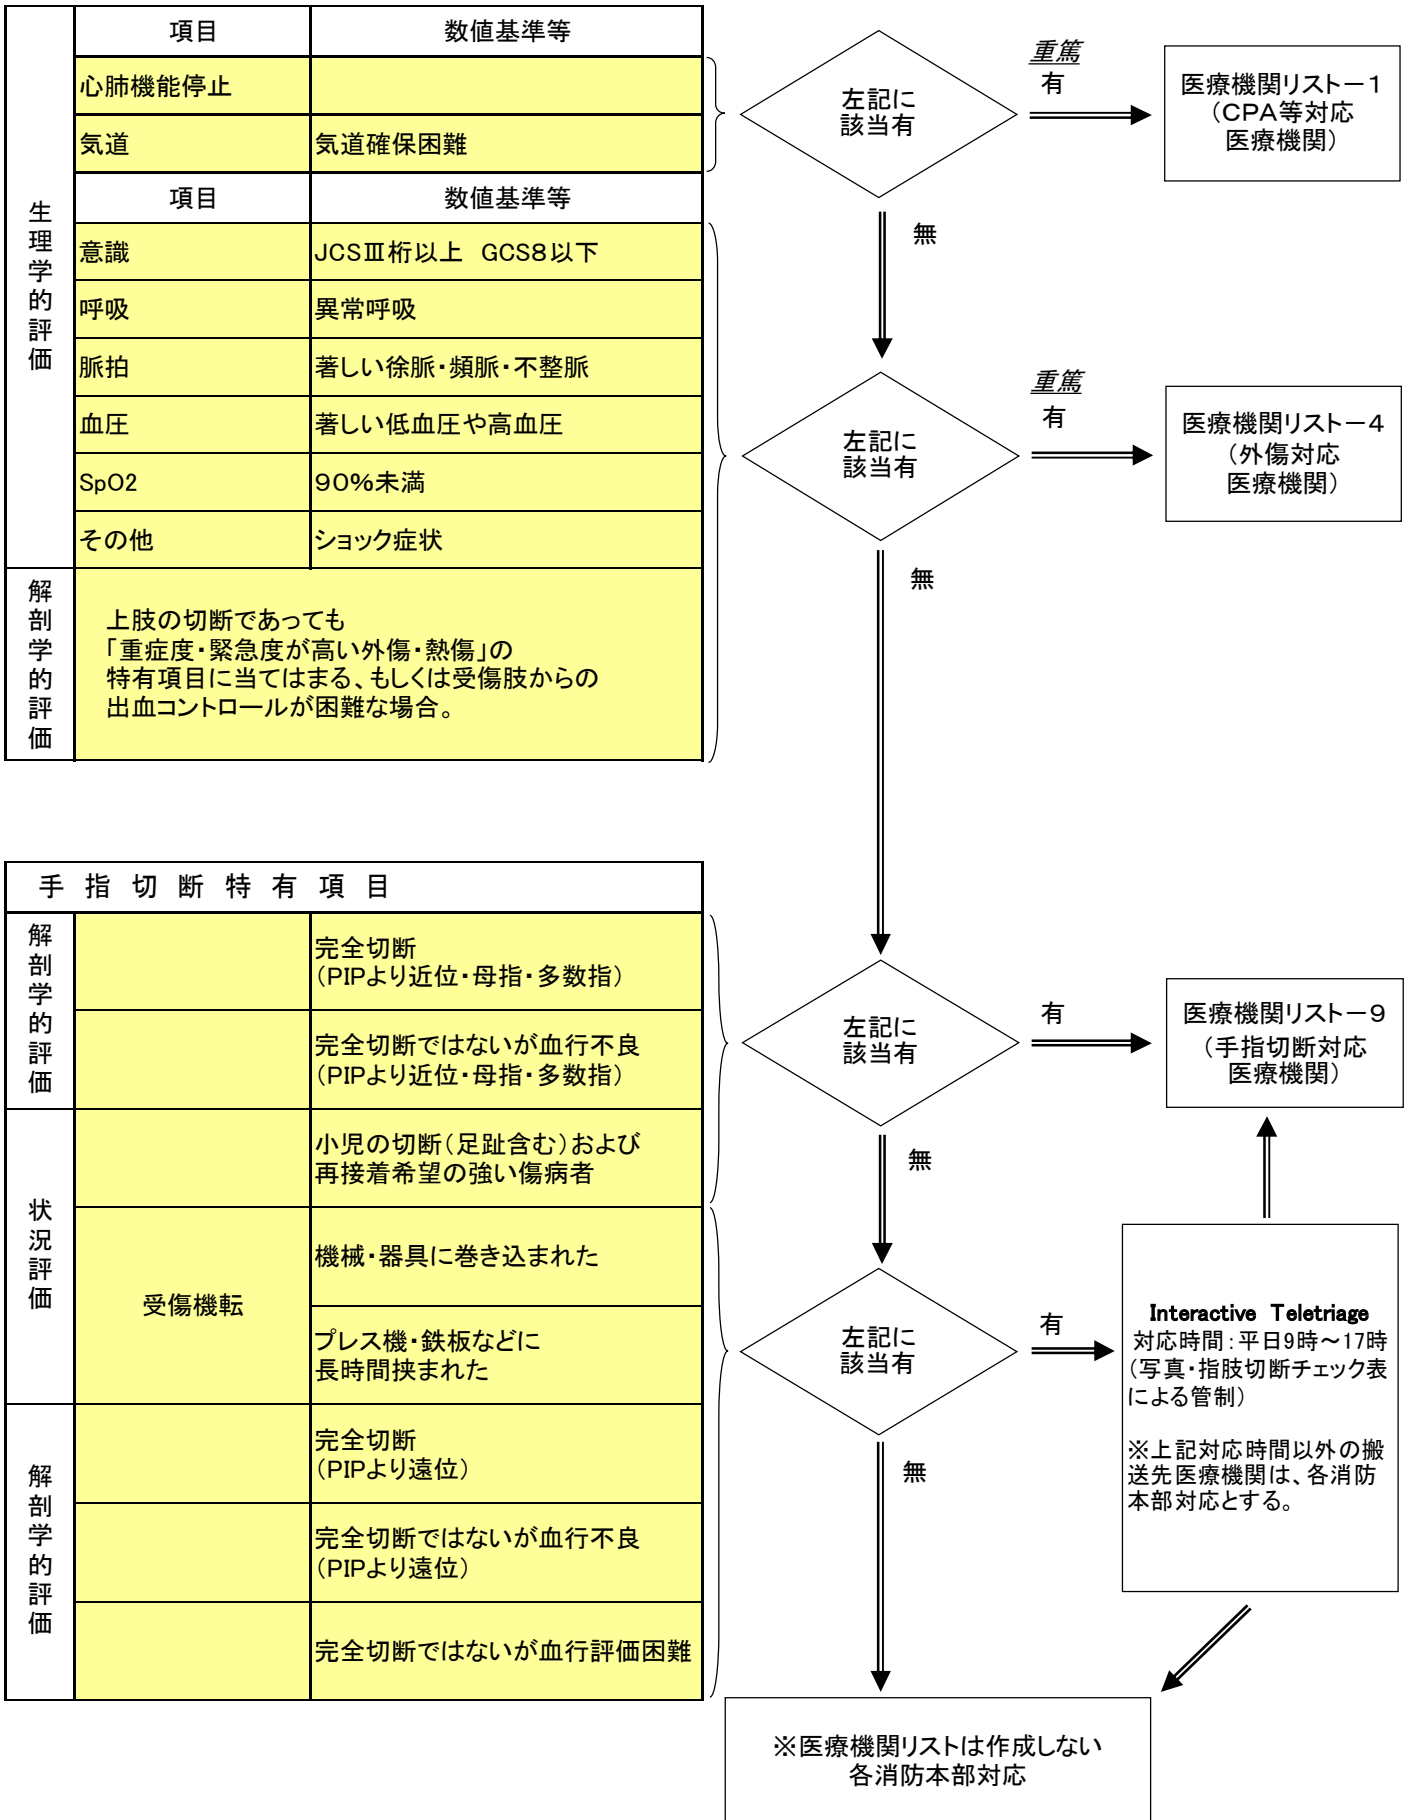 項目
数値基準等
心肺機能停止
気道
気道確保困難
項目
数値基準等
生理学的評価
意識
JCSⅢ桁以上 GCS8以下
呼吸
異常呼吸
脈拍
著しい徐脈・頻脈・不整脈
血圧
著しい低血圧や高血圧
SpO2
90%未満
その他
ショック症状
解剖学的評価
上肢の切断であっても
「重症度・緊急度が高い外傷・熱傷」の
特有項目に当てはまる、もしくは受傷肢からの
出血コントロールが困難な場合。
左記に
該当有
重篤
有
医療機関リスト－1
（CPA等対応
医療機関）
無
左記に
該当有
重篤
有
医療機関リスト－4
（外傷対応
医療機関）
無
手指切断特有項目
解剖学的評価
完全切断
（PIPより近位・母指・多数指）
完全切断ではないが血行不良
（PIPより近位・母指・多数指）
状況評価
小児の切断（足趾含む）および
再接着希望の強い傷病者
受傷機転
機械・器具に巻き込まれた
プレス機・鉄板などに
長時間挟まれた
解剖学的評価
完全切断
（PIPより遠位）
完全切断ではないが血行不良
（PIPより遠位）
完全切断ではないが血行評価困難
左記に
該当有
有
医療機関リスト－9
（手指切断対応
医療機関）
無
左記に
該当有
有
Interactive Teletriage
対応時間：平日9時～17時
（写真・指肢切断チェック表
による管制）
※上記対応時間以外の搬
送先医療機関は、各消防
本部対応とする。
無
※医療機関リストは作成しない
各消防本部対応